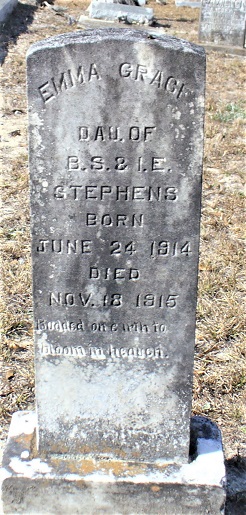 EMMA GRACE
DAU. OF
B. S. & I. E.
STEPHENS
BORN
JUNE 24 1914
DIED
NOV. 18 1915
Budded on earth to
bloom in heaven.